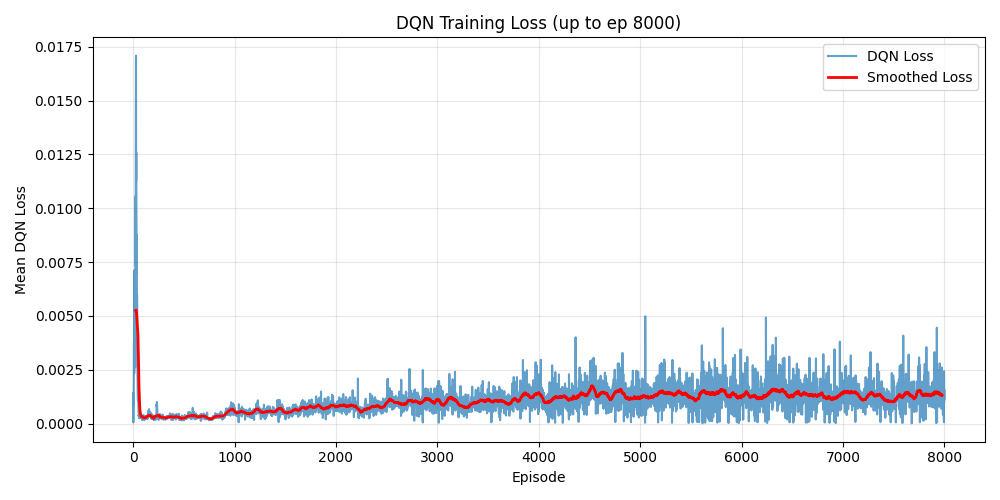 DQN Training Loss (up to ep 8000)
DQN Loss
Smoothed Loss
Mean DQN Loss
0.0175
0.0150
0.0125
0.0100
0.0075
0.0050
0.0025
0.0000
0 1000 2000 3000 4000 5000 6000 7000 8000
Episode